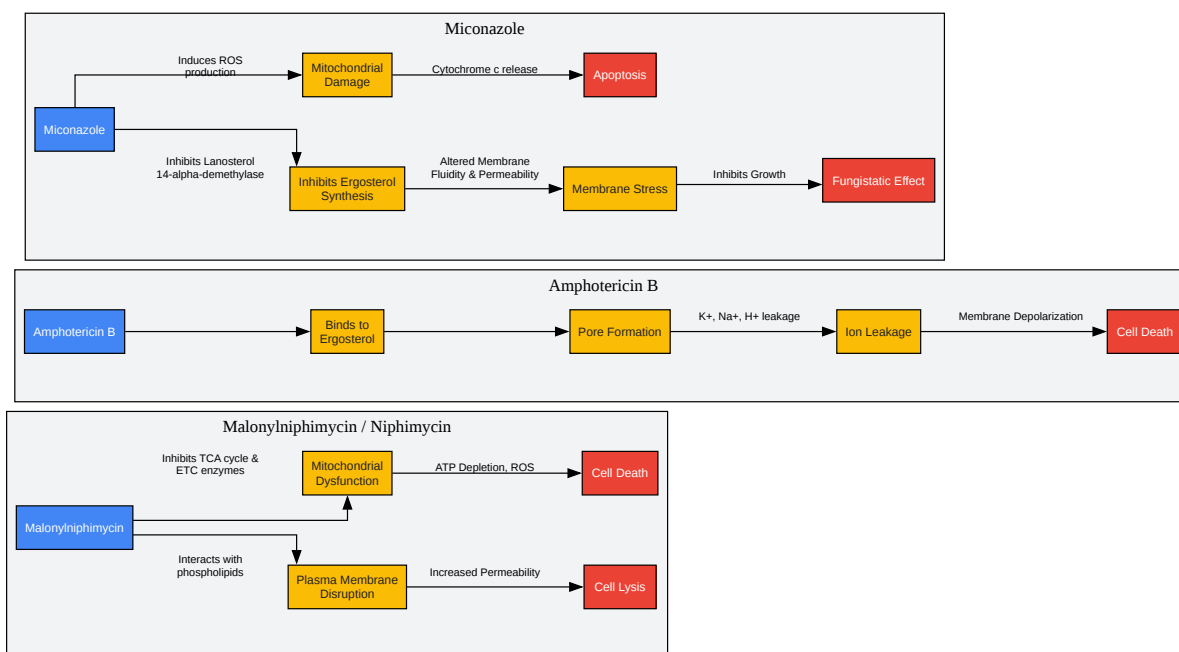 Miconazole
Induces ROS
production
Mitochondrial
Damage
Cytochrome c release
Apoptosis
Miconazole
Inhibits Lanosterol
14-alpha-demethylase
Inhibits Ergosterol
Synthesis
Altered Membrane
Fluidity & Permeability
Membrane Stress
Inhibits Growth
Fungistatic Effect
Amphotericin B
Amphotericin B
Binds to
Ergosterol
Pore Formation
K+, Na+, H+ leakage
Ion Leakage
Membrane Depolarization
Cell Death
Malonylniphimycin / Niphimycin
Inhibits TCA cycle &
ETC enzymes
Mitochondrial
Dysfunction
ATP Depletion, ROS
Cell Death
Malonylniphimycin
Interacts with
phospholipids
Plasma Membrane
Disruption
Increased Permeability
Cell Lysis